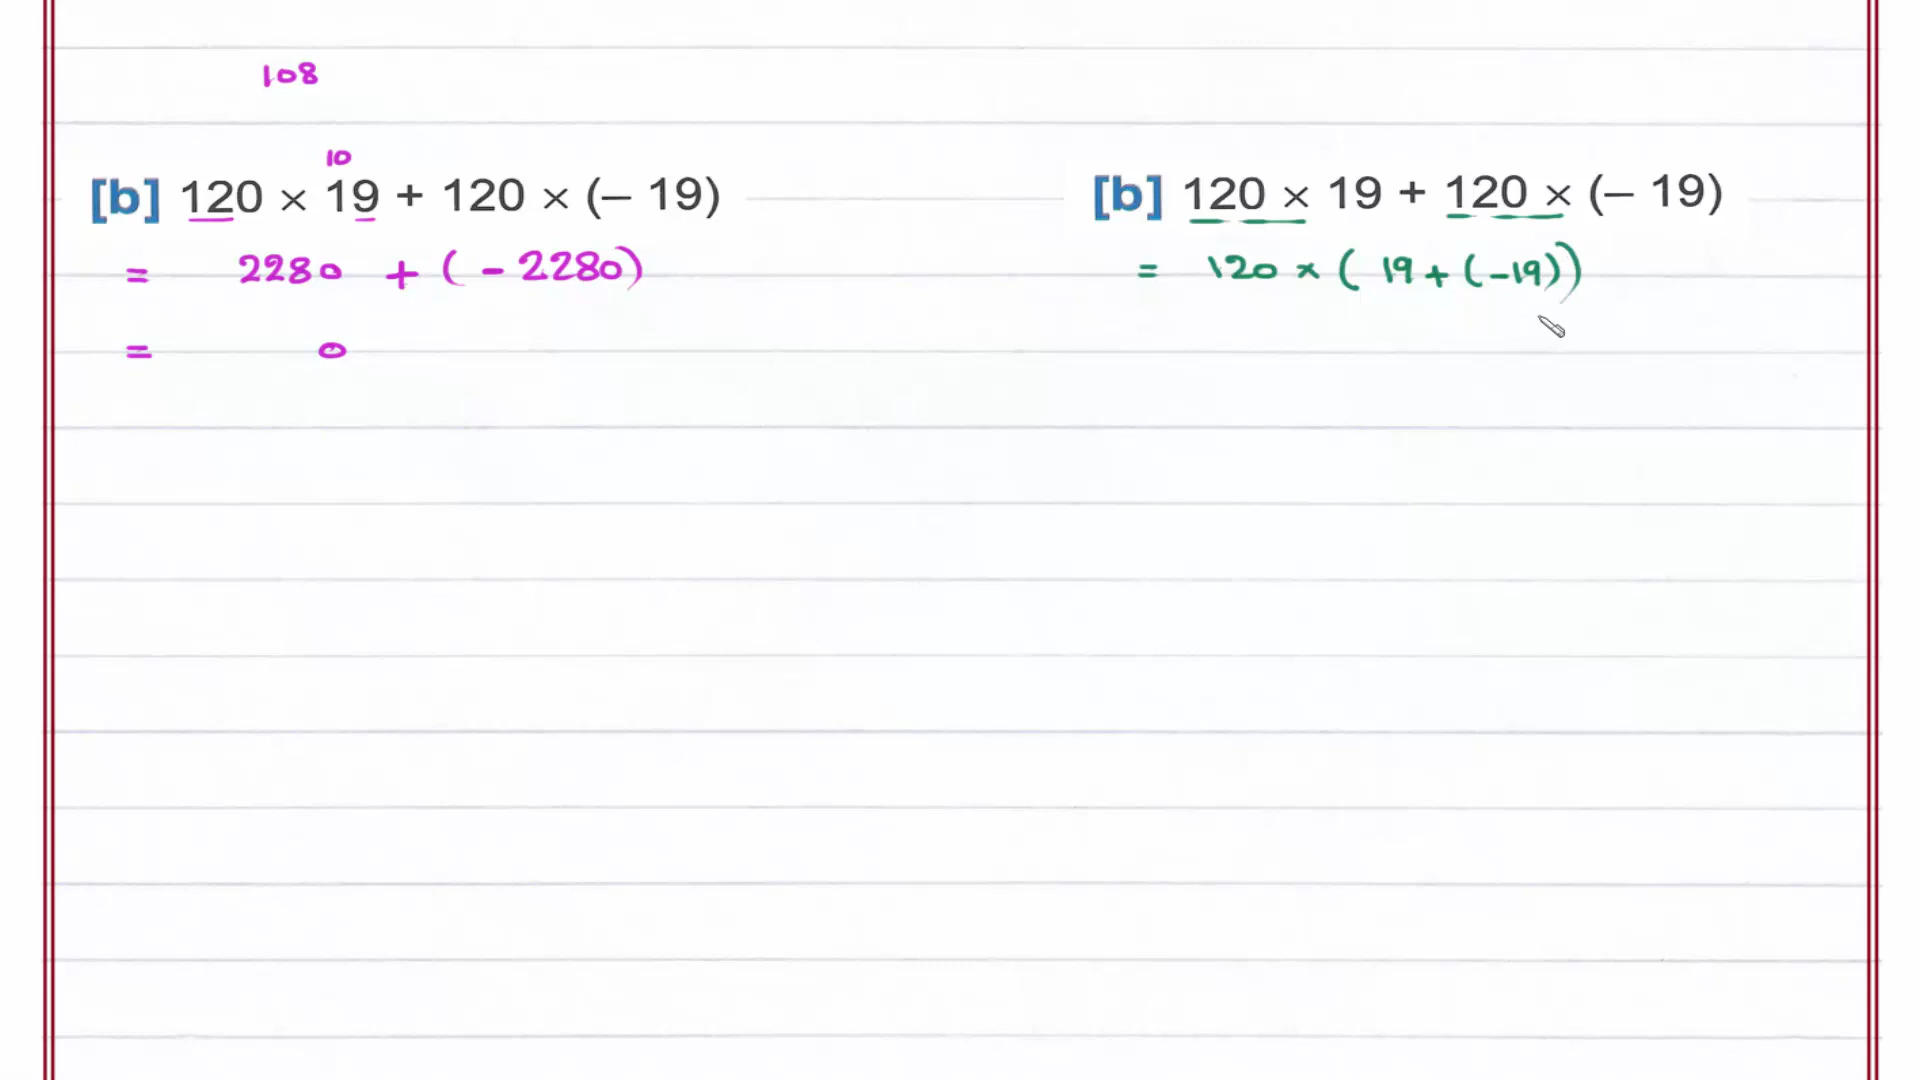 108
10
[b] 120 × 19 + 120 × (– 19)
= 2280 + ( - 2280)
= 0
[b] 120 × 19 + 120 × (– 19)
= 120 × ( 19 + (-19))